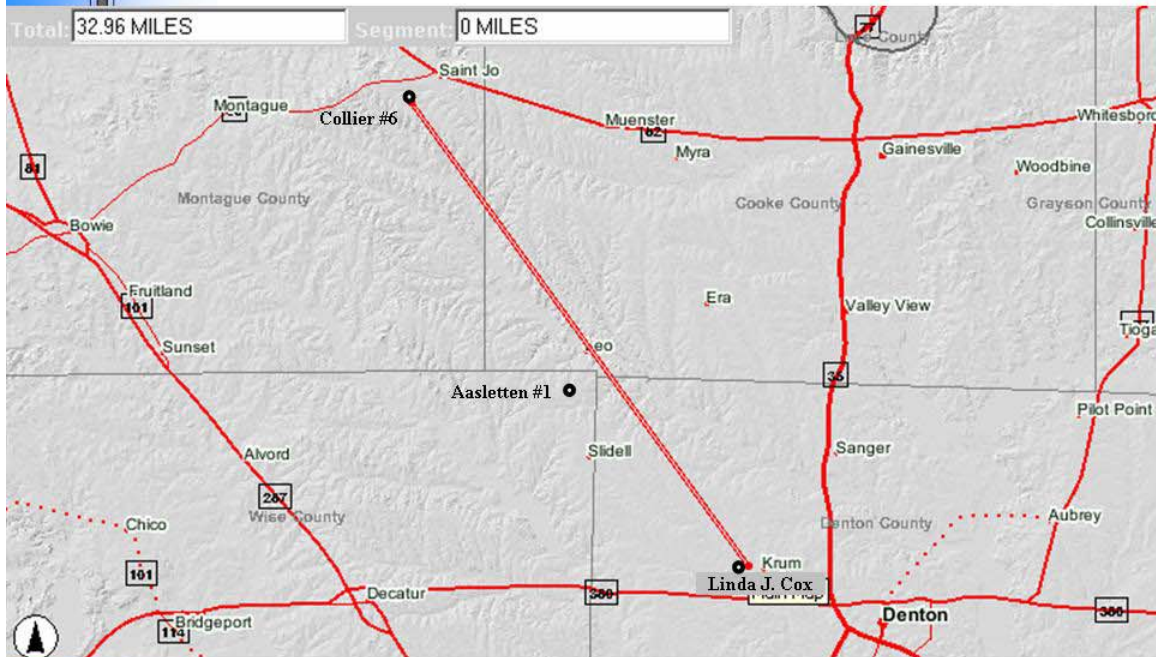 Total: 32.96 MILES Segment: 0 MILES
77
Saint Jo
Montague
Collier #6
Muenster
82
Whitesboro
Myra
Gainesville
81
Woodbine
Montague County
Cooke County
Grayson County
Collinsville
Bowie
Fruitland
101
Era
Valley View
Tioga
Sunset
Leo
35
Aasletten #1
Pilot Point
Slidell
Sanger
Alvord
287
Wise County
Chico
Denton County
Aubrey
101
Krum
Linda J. Cox
Decatur
380
380
Bridgeport
114
Denton